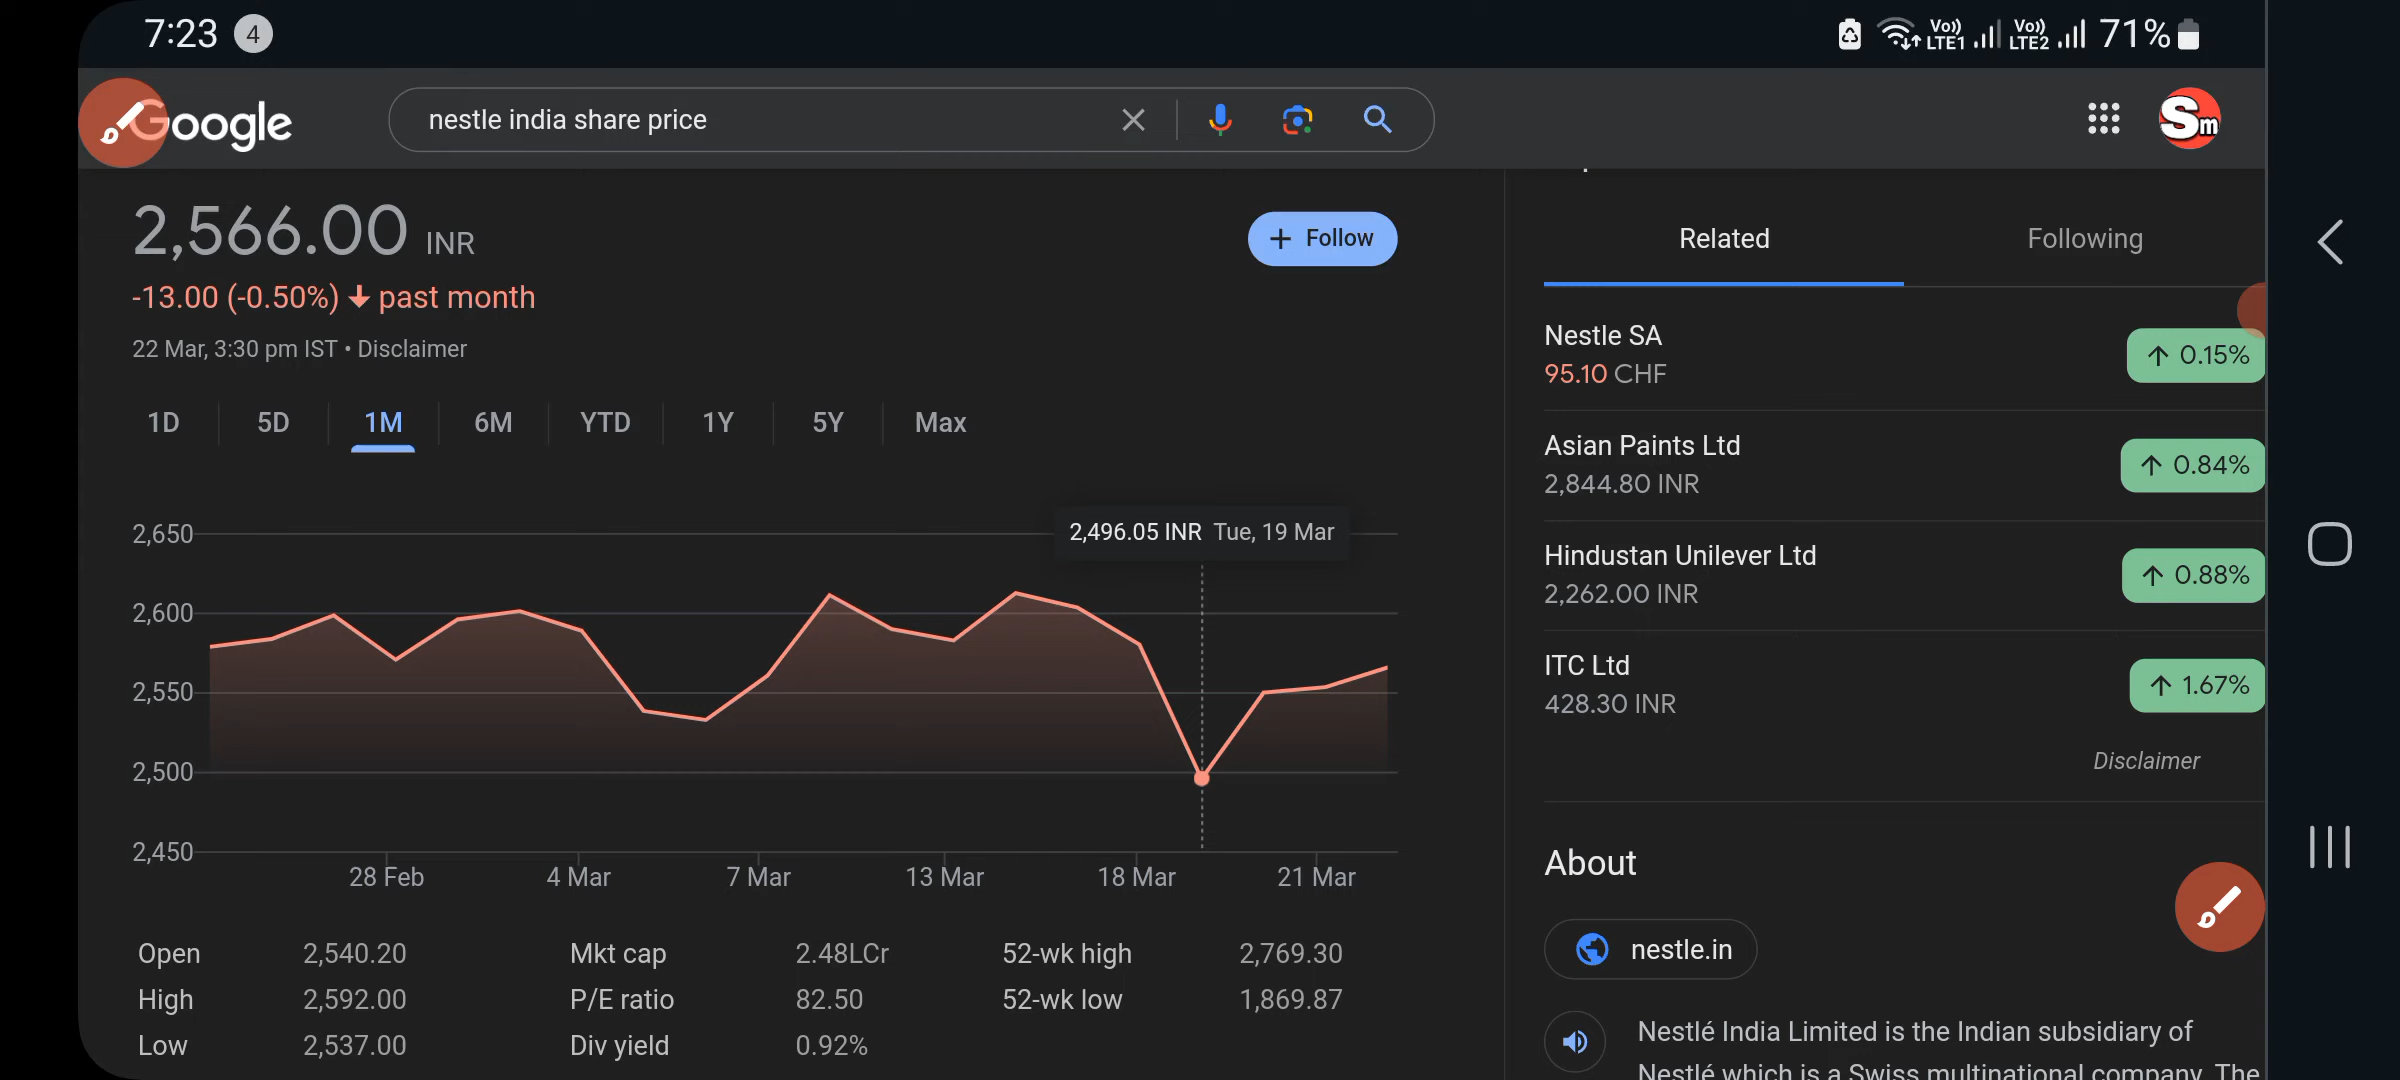 7:23 4 Vo)) LTE1 Vo)) LTE2 71%
Google nestle india share price Sm
2,566.00 INR
+ Follow
-13.00 (-0.50%) ↓ past month
22 Mar, 3:30 pm IST • Disclaimer
1D 5D 1M 6M YTD 1Y 5Y Max
2,496.05 INR Tue, 19 Mar
2,650
2,600
2,550
2,500
2,450
28 Feb 4 Mar 7 Mar 13 Mar 18 Mar 21 Mar
Open 2,540.20 Mkt cap 2.48LCr 52-wk high 2,769.30
High 2,592.00 P/E ratio 82.50 52-wk low 1,869.87
Low 2,537.00 Div yield 0.92%
Related Following
Nestle SA
95.10 CHF ↑ 0.15%
Asian Paints Ltd
2,844.80 INR ↑ 0.84%
Hindustan Unilever Ltd
2,262.00 INR ↑ 0.88%
ITC Ltd
428.30 INR ↑ 1.67%
Disclaimer
About
nestle.in
Nestlé India Limited is the Indian subsidiary of
Nestlé which is a Swiss multinational company. The